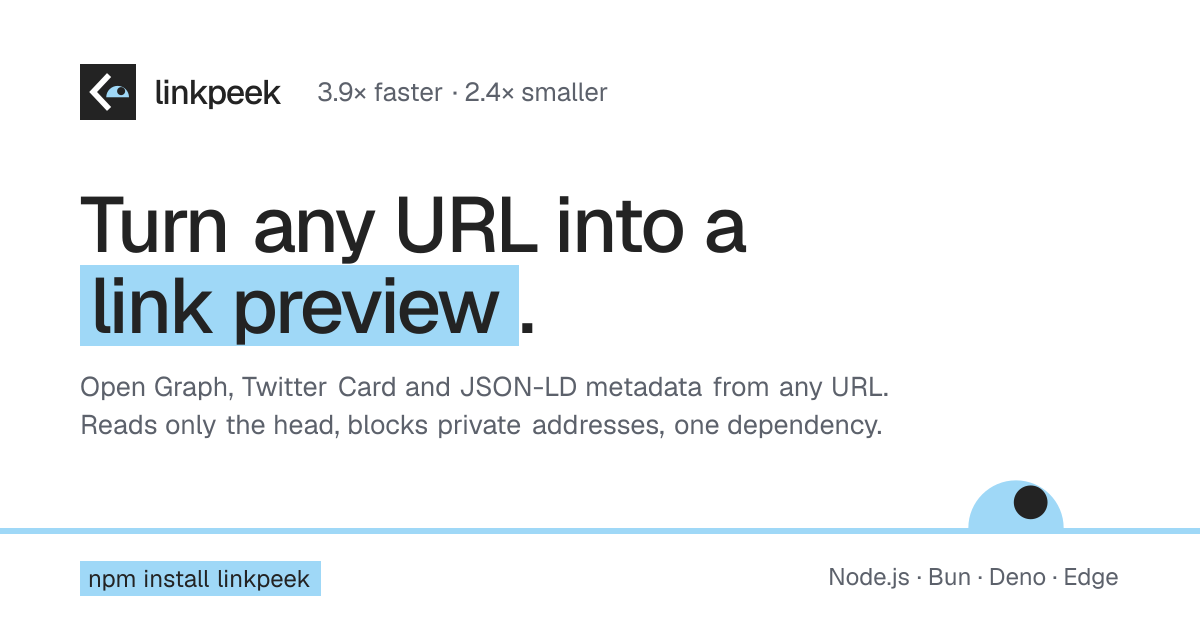 linkpeek
3.9× faster · 2.4× smaller
Turn any URL into a
link preview.
Open Graph, Twitter Card and JSON-LD metadata from any URL.
Reads only the head, blocks private addresses, one dependency.
npm install linkpeek
Node.js · Bun · Deno · Edge